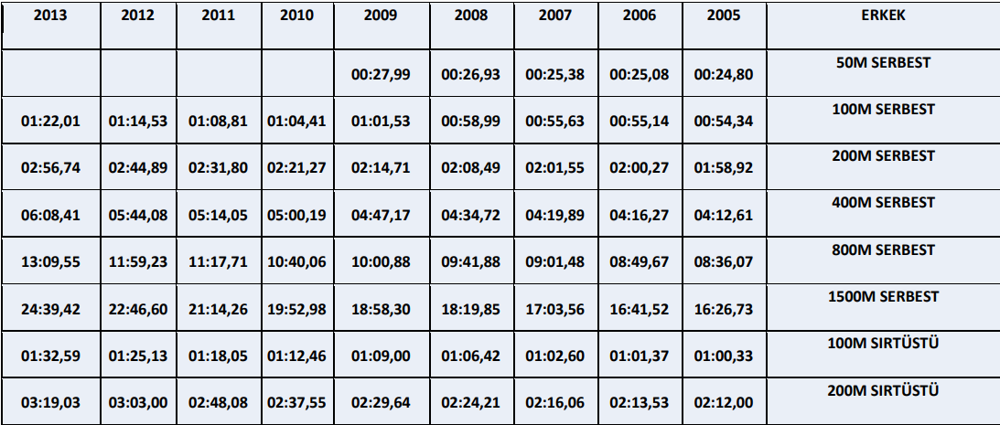 2013 2012 2011 2010 2009 2008 2007 2006 2005 ERKEK
00:27,99 00:26,93 00:25,38 00:25,08 00:24,80 50M SERBEST
01:22,01 01:14,53 01:08,81 01:04,41 01:01,53 00:58,99 00:55,63 00:55,14 00:54,34 100M SERBEST
02:56,74 02:44,89 02:31,80 02:21,27 02:14,71 02:08,49 02:01,55 02:00,27 01:58,92 200M SERBEST
06:08,41 05:44,08 05:14,05 05:00,19 04:47,17 04:34,72 04:19,89 04:16,27 04:12,61 400M SERBEST
13:09,55 11:59,23 11:17,71 10:40,06 10:00,88 09:41,88 09:01,48 08:49,67 08:36,07 800M SERBEST
24:39,42 22:46,60 21:14,26 19:52,98 18:58,30 18:19,85 17:03,56 16:41,52 16:26,73 1500M SERBEST
01:32,59 01:25,13 01:18,05 01:12,46 01:09,00 01:06,42 01:02,60 01:01,37 01:00,33 100M SIRTÜSTÜ
03:19,03 03:03,00 02:48,08 02:37,55 02:29,64 02:24,21 02:16,06 02:13,53 02:12,00 200M SIRTÜSTÜ